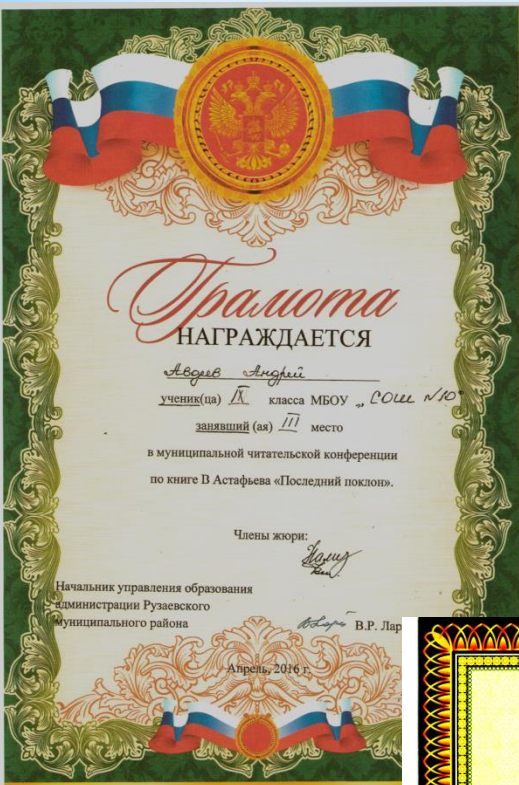 Грамота
НАГРАЖДАЕТСЯ
Авдеев Андрей
ученик(ца) IX класса МБОУ „СОШ №10"
занявший (ая) III место
в муниципальной читательской конференции
по книге В Астафьева «Последний поклон».
Члены жюри:
Начальник управления образования
администрации Рузаевского
муниципального района В.Р. Лар
Апрель, 2016 г.